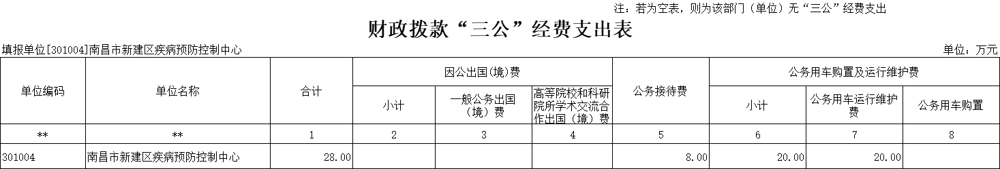 注：若为空表，则为该部门（单位）无“三公”经费支出
财政拨款“三公”经费支出表
填报单位[301004]南昌市新建区疾病预防控制中心 单位：万元
单位编码 单位名称 合计 因公出国(境)费 公务接待费 公务用车购置及运行维护费
小计 一般公务出国（境）费 高等院校和科研院所学术交流合作出国（境）费 小计 公务用车运行维护费 公务用车购置
** ** 1 2 3 4 5 6 7 8
301004 南昌市新建区疾病预防控制中心 28.00 8.00 20.00 20.00